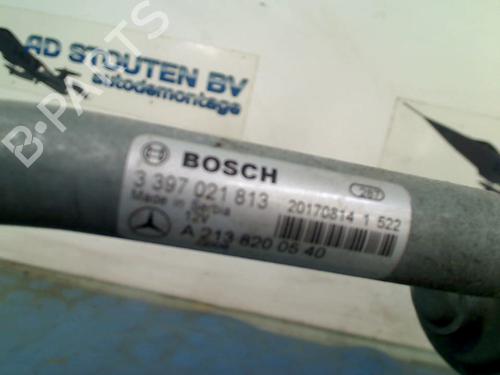 AD STOUTEN BV
autodemontage
B-PARTS
BOSCH
3 397 021 813
287
Made in Serbia
20170814 1 522
12V
A 213 820 05 40